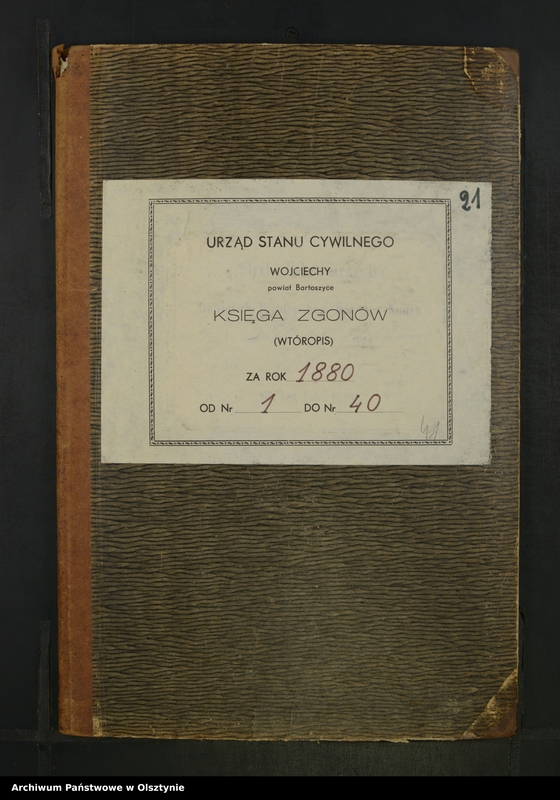 21
URZĄD STANU CYWILNEGO
WOJCIECHY
powiat Bartoszyce
KSIĘGA ZGONÓW
(WTÓROPIS)
ZA ROK 1880
OD Nr 1 DO Nr 40
Archiwum Państwowe w Olsztynie